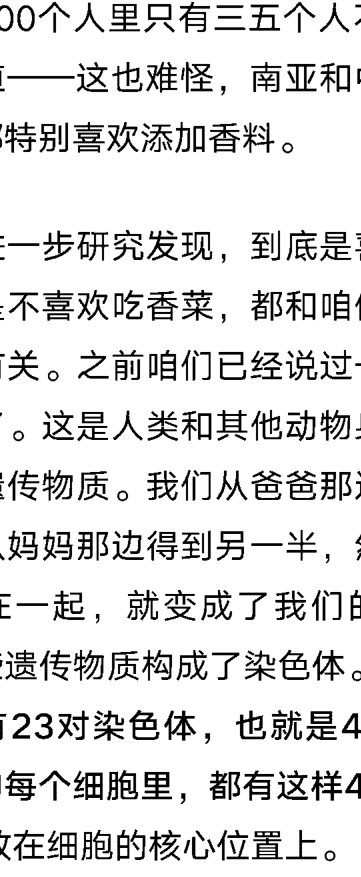 00个人里只有三五个人
——这也难怪，南亚和
特别喜欢添加香料。
一步研究发现，到底是
不喜欢吃香菜，都和咱
有关。之前咱们已经说过
。这是人类和其他动物
遗传物质。我们从爸爸那
妈妈那边得到另一半，
在一起，就变成了我们的
遗传物质构成了染色体。
有23对染色体，也就是4
每个细胞里，都有这样4
放在细胞的核心位置上。